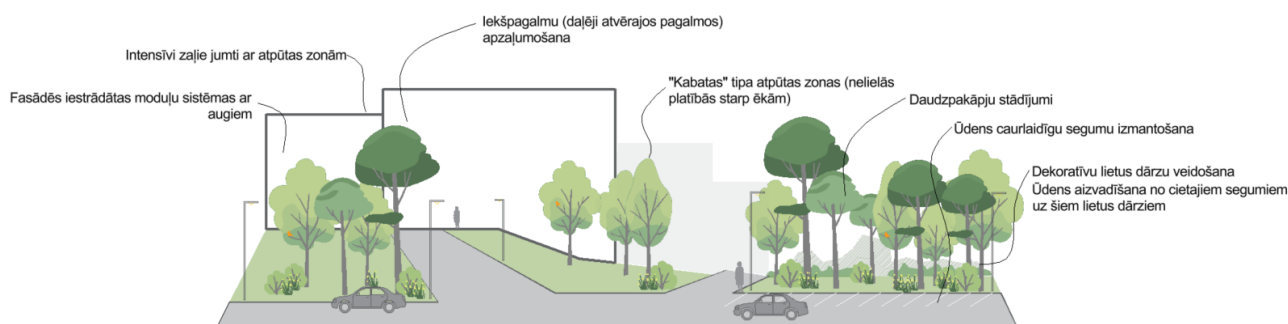 Iekšpagalmu (daļēji atvērajos pagalmos)
apzaļumošana
Intensīvi zaļie jumti ar atpūtas zonām
Fasādēs iestrādātas moduļu sistēmas ar
augiem
"Kabatas" tipa atpūtas zonas (nelielās
platībās starp ēkām)
Daudzpakāpju stādījumi
Ūdens caurlaidīgu segumu izmantošana
Dekoratīvu lietus dārzu veidošana
Ūdens aizvadīšana no cietajiem segumiem
uz šiem lietus dārziem